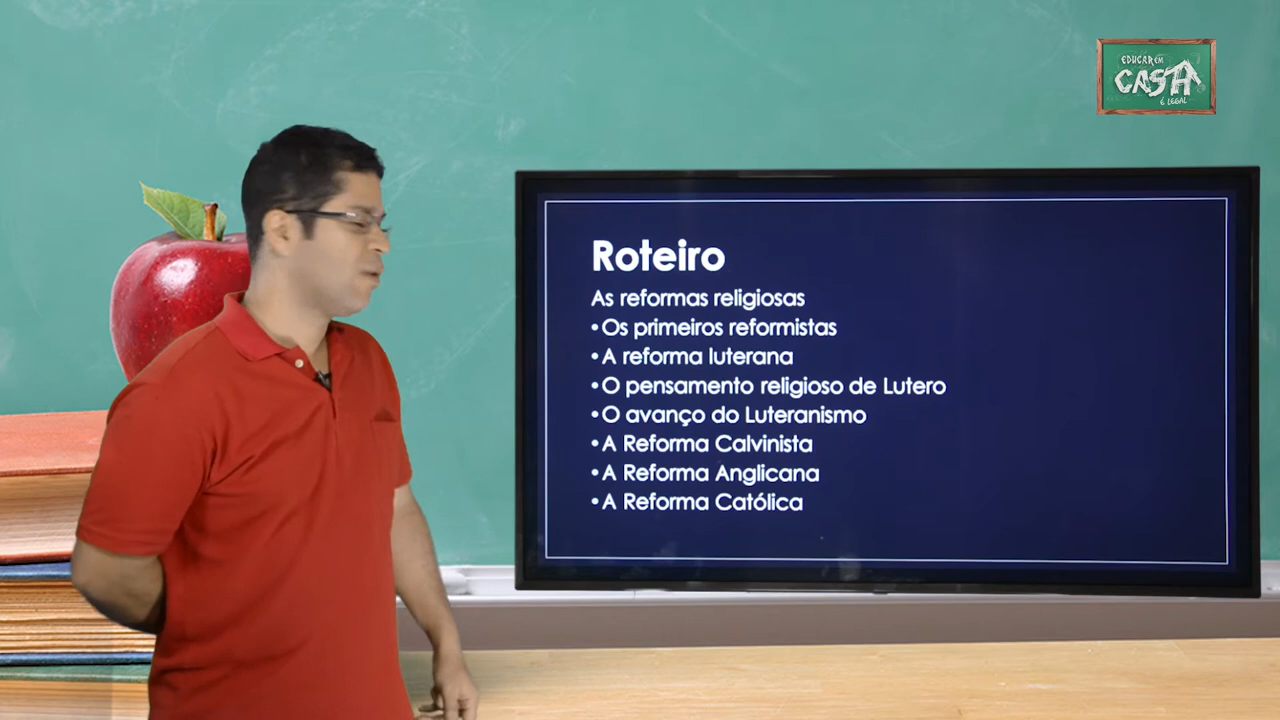 EDUCAR EM
CASA
É LEGAL
Roteiro
As reformas religiosas
•Os primeiros reformistas
•A reforma luterana
•O pensamento religioso de Lutero
•O avanço do Luteranismo
•A Reforma Calvinista
•A Reforma Anglicana
•A Reforma Católica